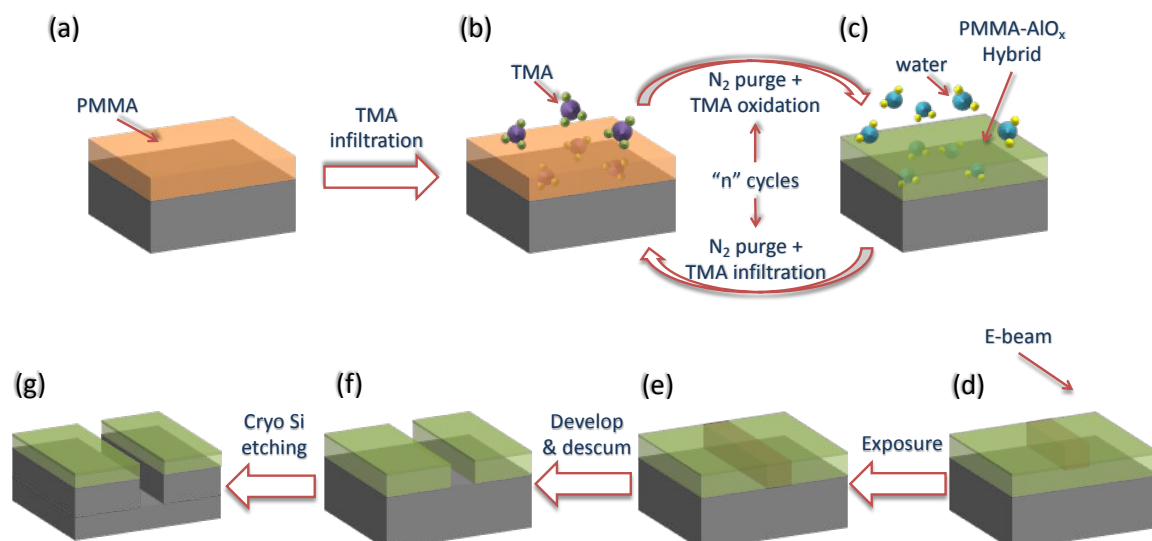 (a)
(b)
(c)
PMMA
TMA
infiltration
TMA
N₂ purge +
TMA oxidation
"n" cycles
N₂ purge +
TMA infiltration
water
PMMA-AlOₓ
Hybrid
(g)
(f)
(e)
(d)
Cryo Si
etching
Develop
& descum
Exposure
E-beam